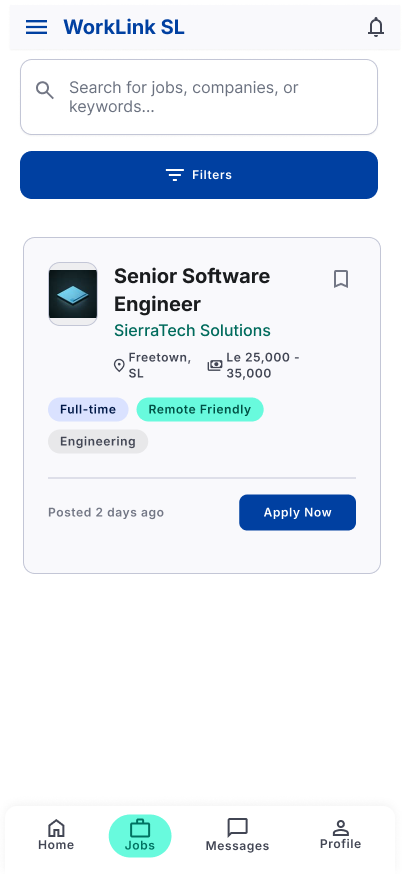 WorkLink SL
Search for jobs, companies, or
keywords...
Filters
Senior Software
Engineer
SierraTech Solutions
Freetown,
SL
Le 25,000 -
35,000
Full-time
Remote Friendly
Engineering
Posted 2 days ago
Apply Now
Home
Jobs
Messages
Profile